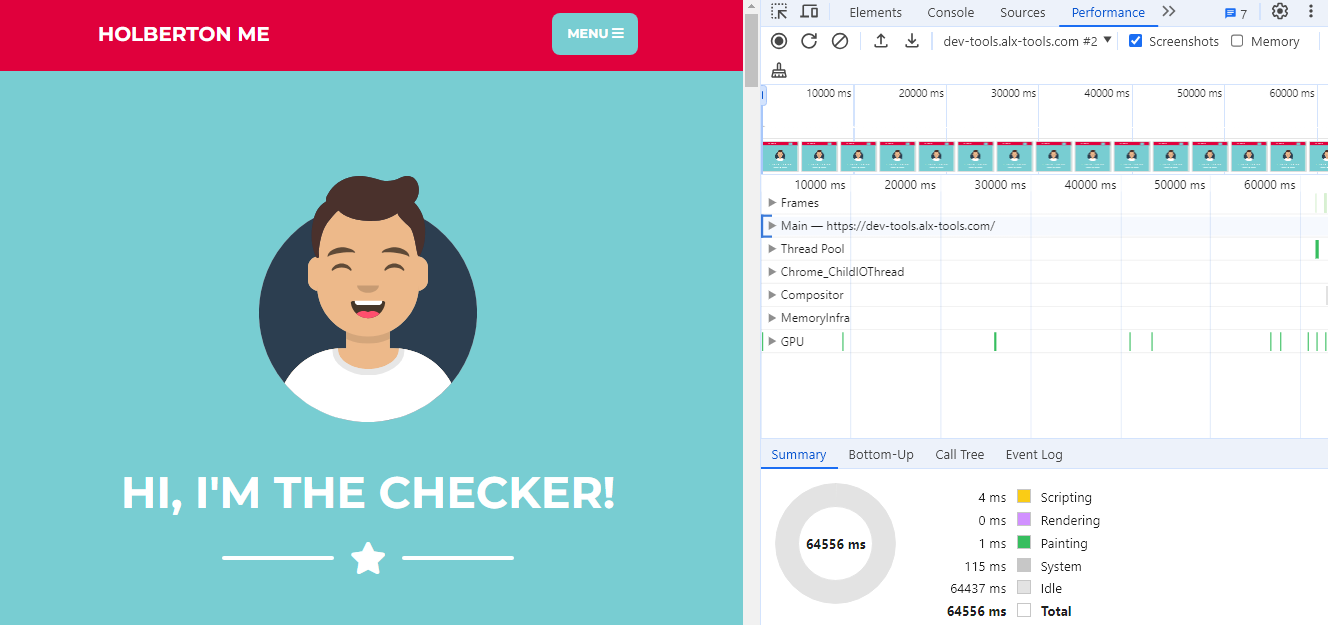 HOLBERTON ME
MENU
HI, I'M THE CHECKER!
Elements Console Sources Performance 7
dev-tools.alx-tools.com #2 Screenshots Memory
10000 ms 20000 ms 30000 ms 40000 ms 50000 ms 60000 ms
10000 ms 20000 ms 30000 ms 40000 ms 50000 ms 60000 ms
Frames
Main — https://dev-tools.alx-tools.com/
Thread Pool
Chrome_ChildIOThread
Compositor
MemoryInfra
GPU
Summary Bottom-Up Call Tree Event Log
64556 ms
4 ms Scripting
0 ms Rendering
1 ms Painting
115 ms System
64437 ms Idle
64556 ms Total